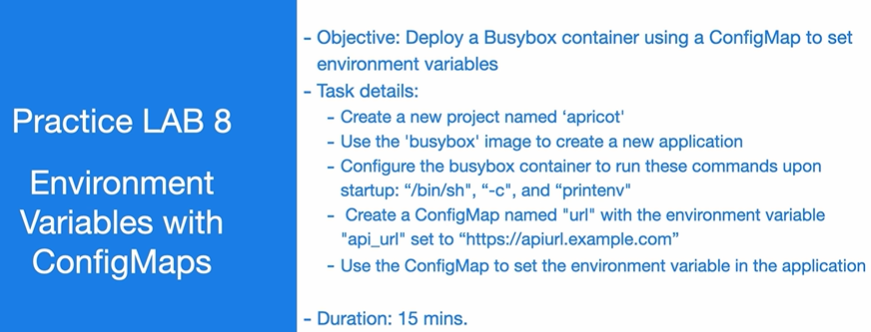 Practice LAB 8
Environment
Variables with
ConfigMaps
- Objective: Deploy a Busybox container using a ConfigMap to set
environment variables
- Task details:
- Create a new project named ‘apricot'
- Use the 'busybox' image to create a new application
- Configure the busybox container to run these commands upon
startup: “/bin/sh", “-c", and “printenv"
- Create a ConfigMap named "url" with the environment variable
"api_url" set to “https://apiurl.example.com”
- Use the ConfigMap to set the environment variable in the application
- Duration: 15 mins.